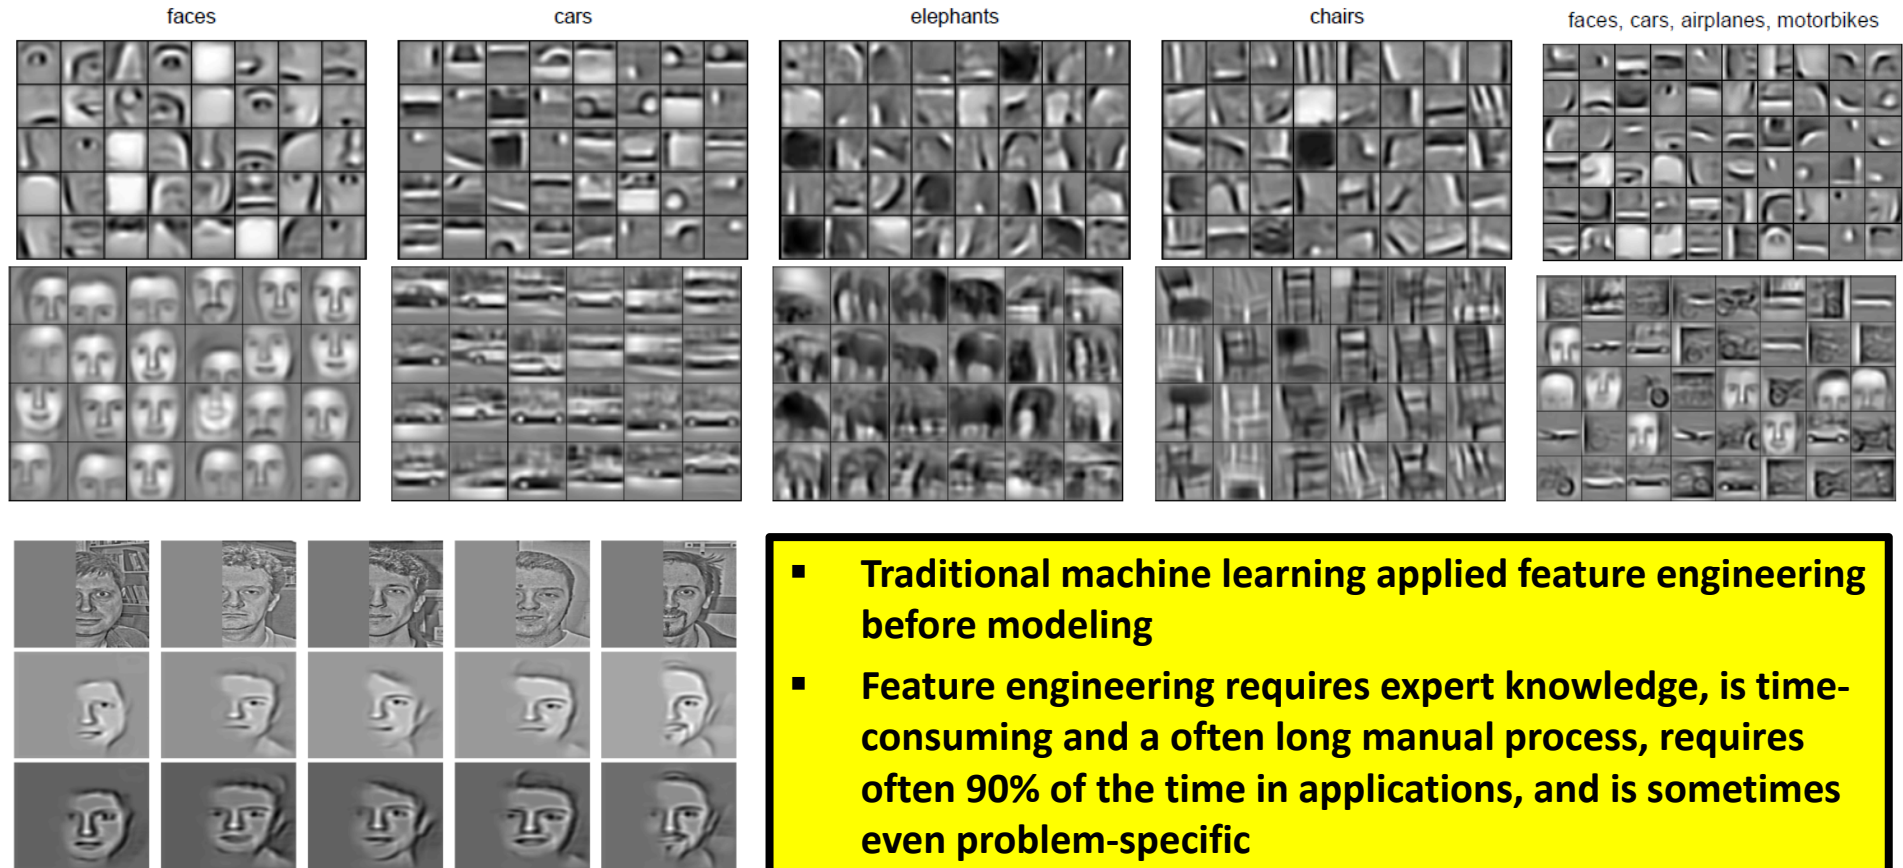 faces
cars
elephants
chairs
faces, cars, airplanes, motorbikes
▪ Traditional machine learning applied feature engineering
before modeling
▪ Feature engineering requires expert knowledge, is time-
consuming and a often long manual process, requires
often 90% of the time in applications, and is sometimes
even problem-specific